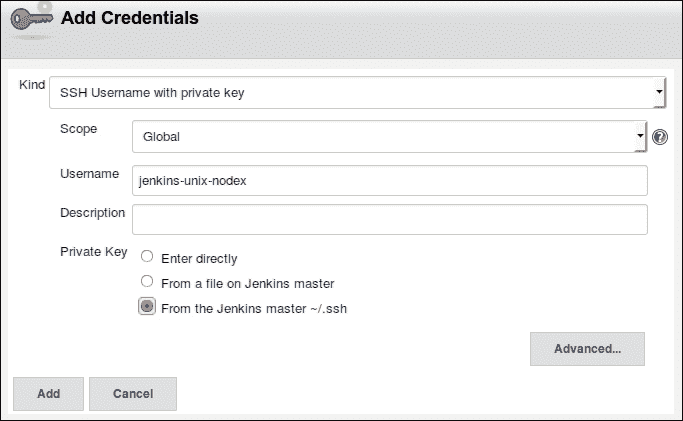 Add Credentials
Kind SSH Username with private key
Scope Global
Username jenkins-unix-nodex
Description
Private Key Enter directly
From a file on Jenkins master
From the Jenkins master ~/.ssh
Advanced...
Add Cancel